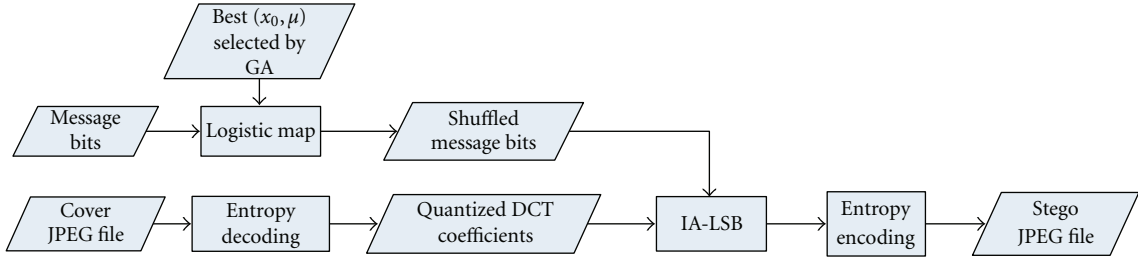 Best (x₀, μ)
selected by
GA
Message
bits
Logistic map
Shuffled
message bits
Cover
JPEG file
Entropy
decoding
Quantized DCT
coefficients
IA-LSB
Entropy
encoding
Stego
JPEG file